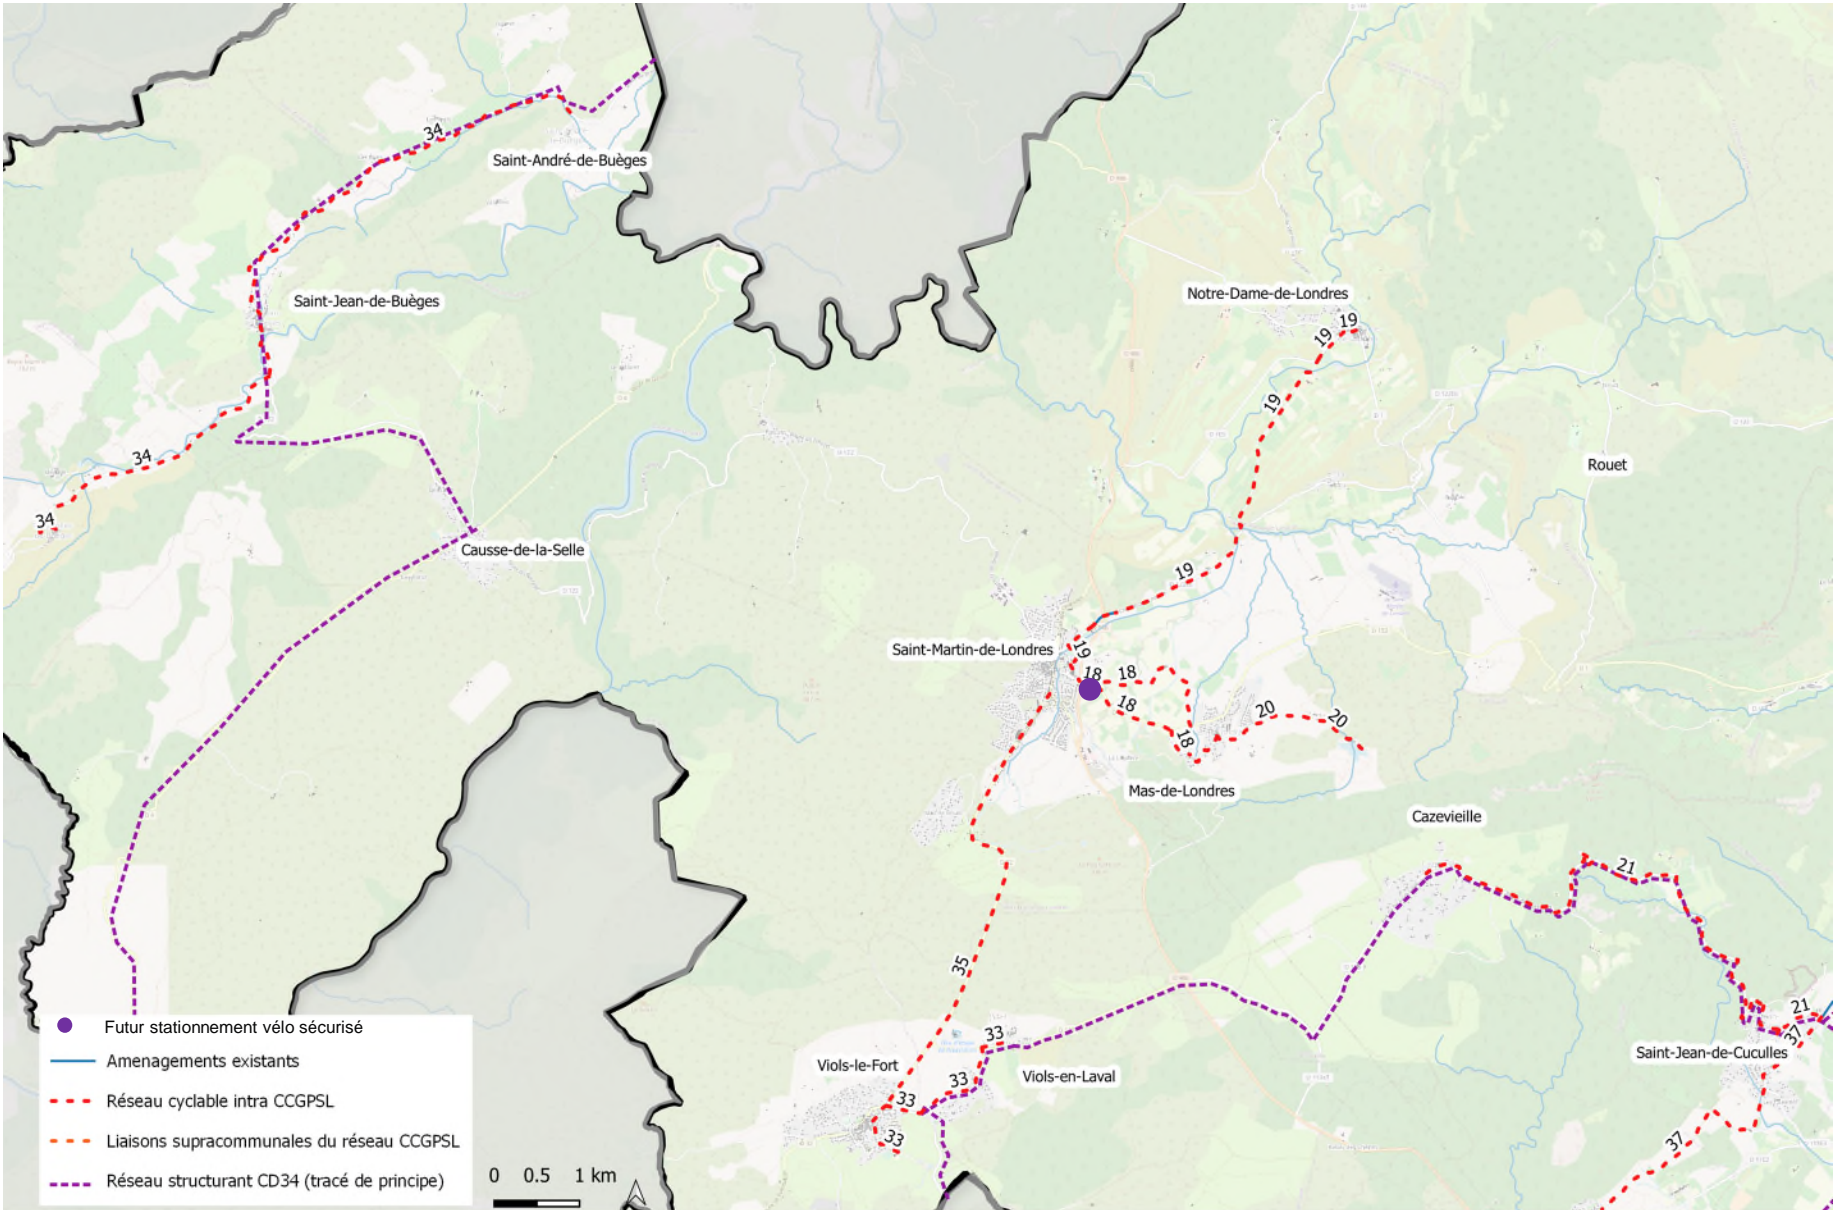 34
Saint-André-de-Buèges
Saint-Jean-de-Buèges
Notre-Dame-de-Londres
19
19
19
34
Rouet
34
Causse-de-la-Selle
19
Saint-Martin-de-Londres
19
18
18
18
20
20
18
Mas-de-Londres
Cazevieille
21
35
21
33
37
Saint-Jean-de-Cuculles
Viols-le-Fort
Viols-en-Laval
33
33
33
37
Futur stationnement vélo sécurisé
Amenagements existants
Réseau cyclable intra CCGPSL
Liaisons supracommunales du réseau CCGPSL
Réseau structurant CD34 (tracé de principe)
0 0.5 1 km